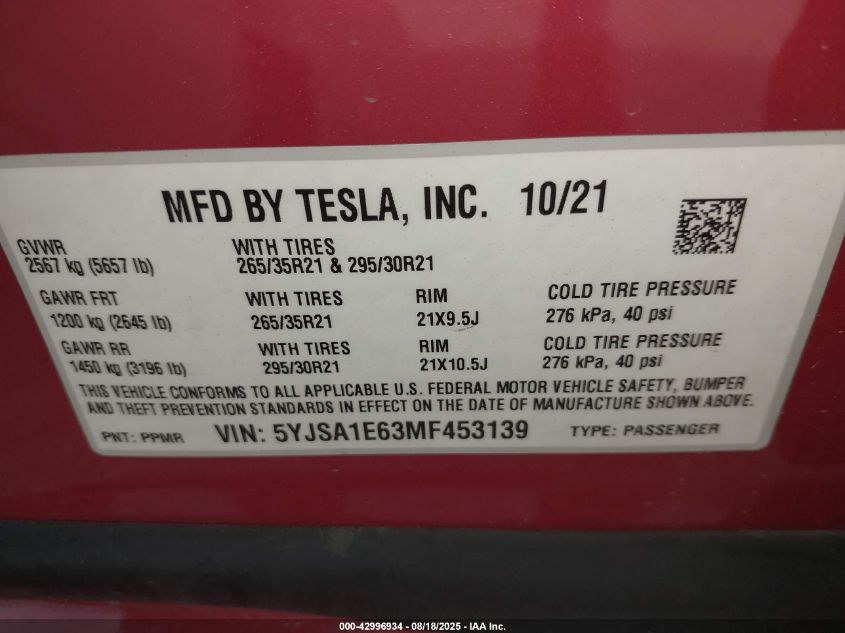 MFD BY TESLA, INC. 10/21
GVWR
2567 kg (5657 lb)
WITH TIRES
265/35R21 & 295/30R21
GAWR FRT
1200 kg (2645 lb)
WITH TIRES
265/35R21
RIM
21X9.5J
COLD TIRE PRESSURE
276 kPa, 40 psi
GAWR RR
1450 kg (3196 lb)
WITH TIRES
295/30R21
RIM
21X10.5J
COLD TIRE PRESSURE
276 kPa, 40 psi
THIS VEHICLE CONFORMS TO ALL APPLICABLE U.S. FEDERAL MOTOR VEHICLE SAFETY, BUMPER
AND THEFT PREVENTION STANDARDS IN EFFECT ON THE DATE OF MANUFACTURE SHOWN ABOVE.
PNT: PPMR VIN: 5YJSA1E63MF453139 TYPE: PASSENGER
000-42996934 / 08/18/2025 - IAA Inc.